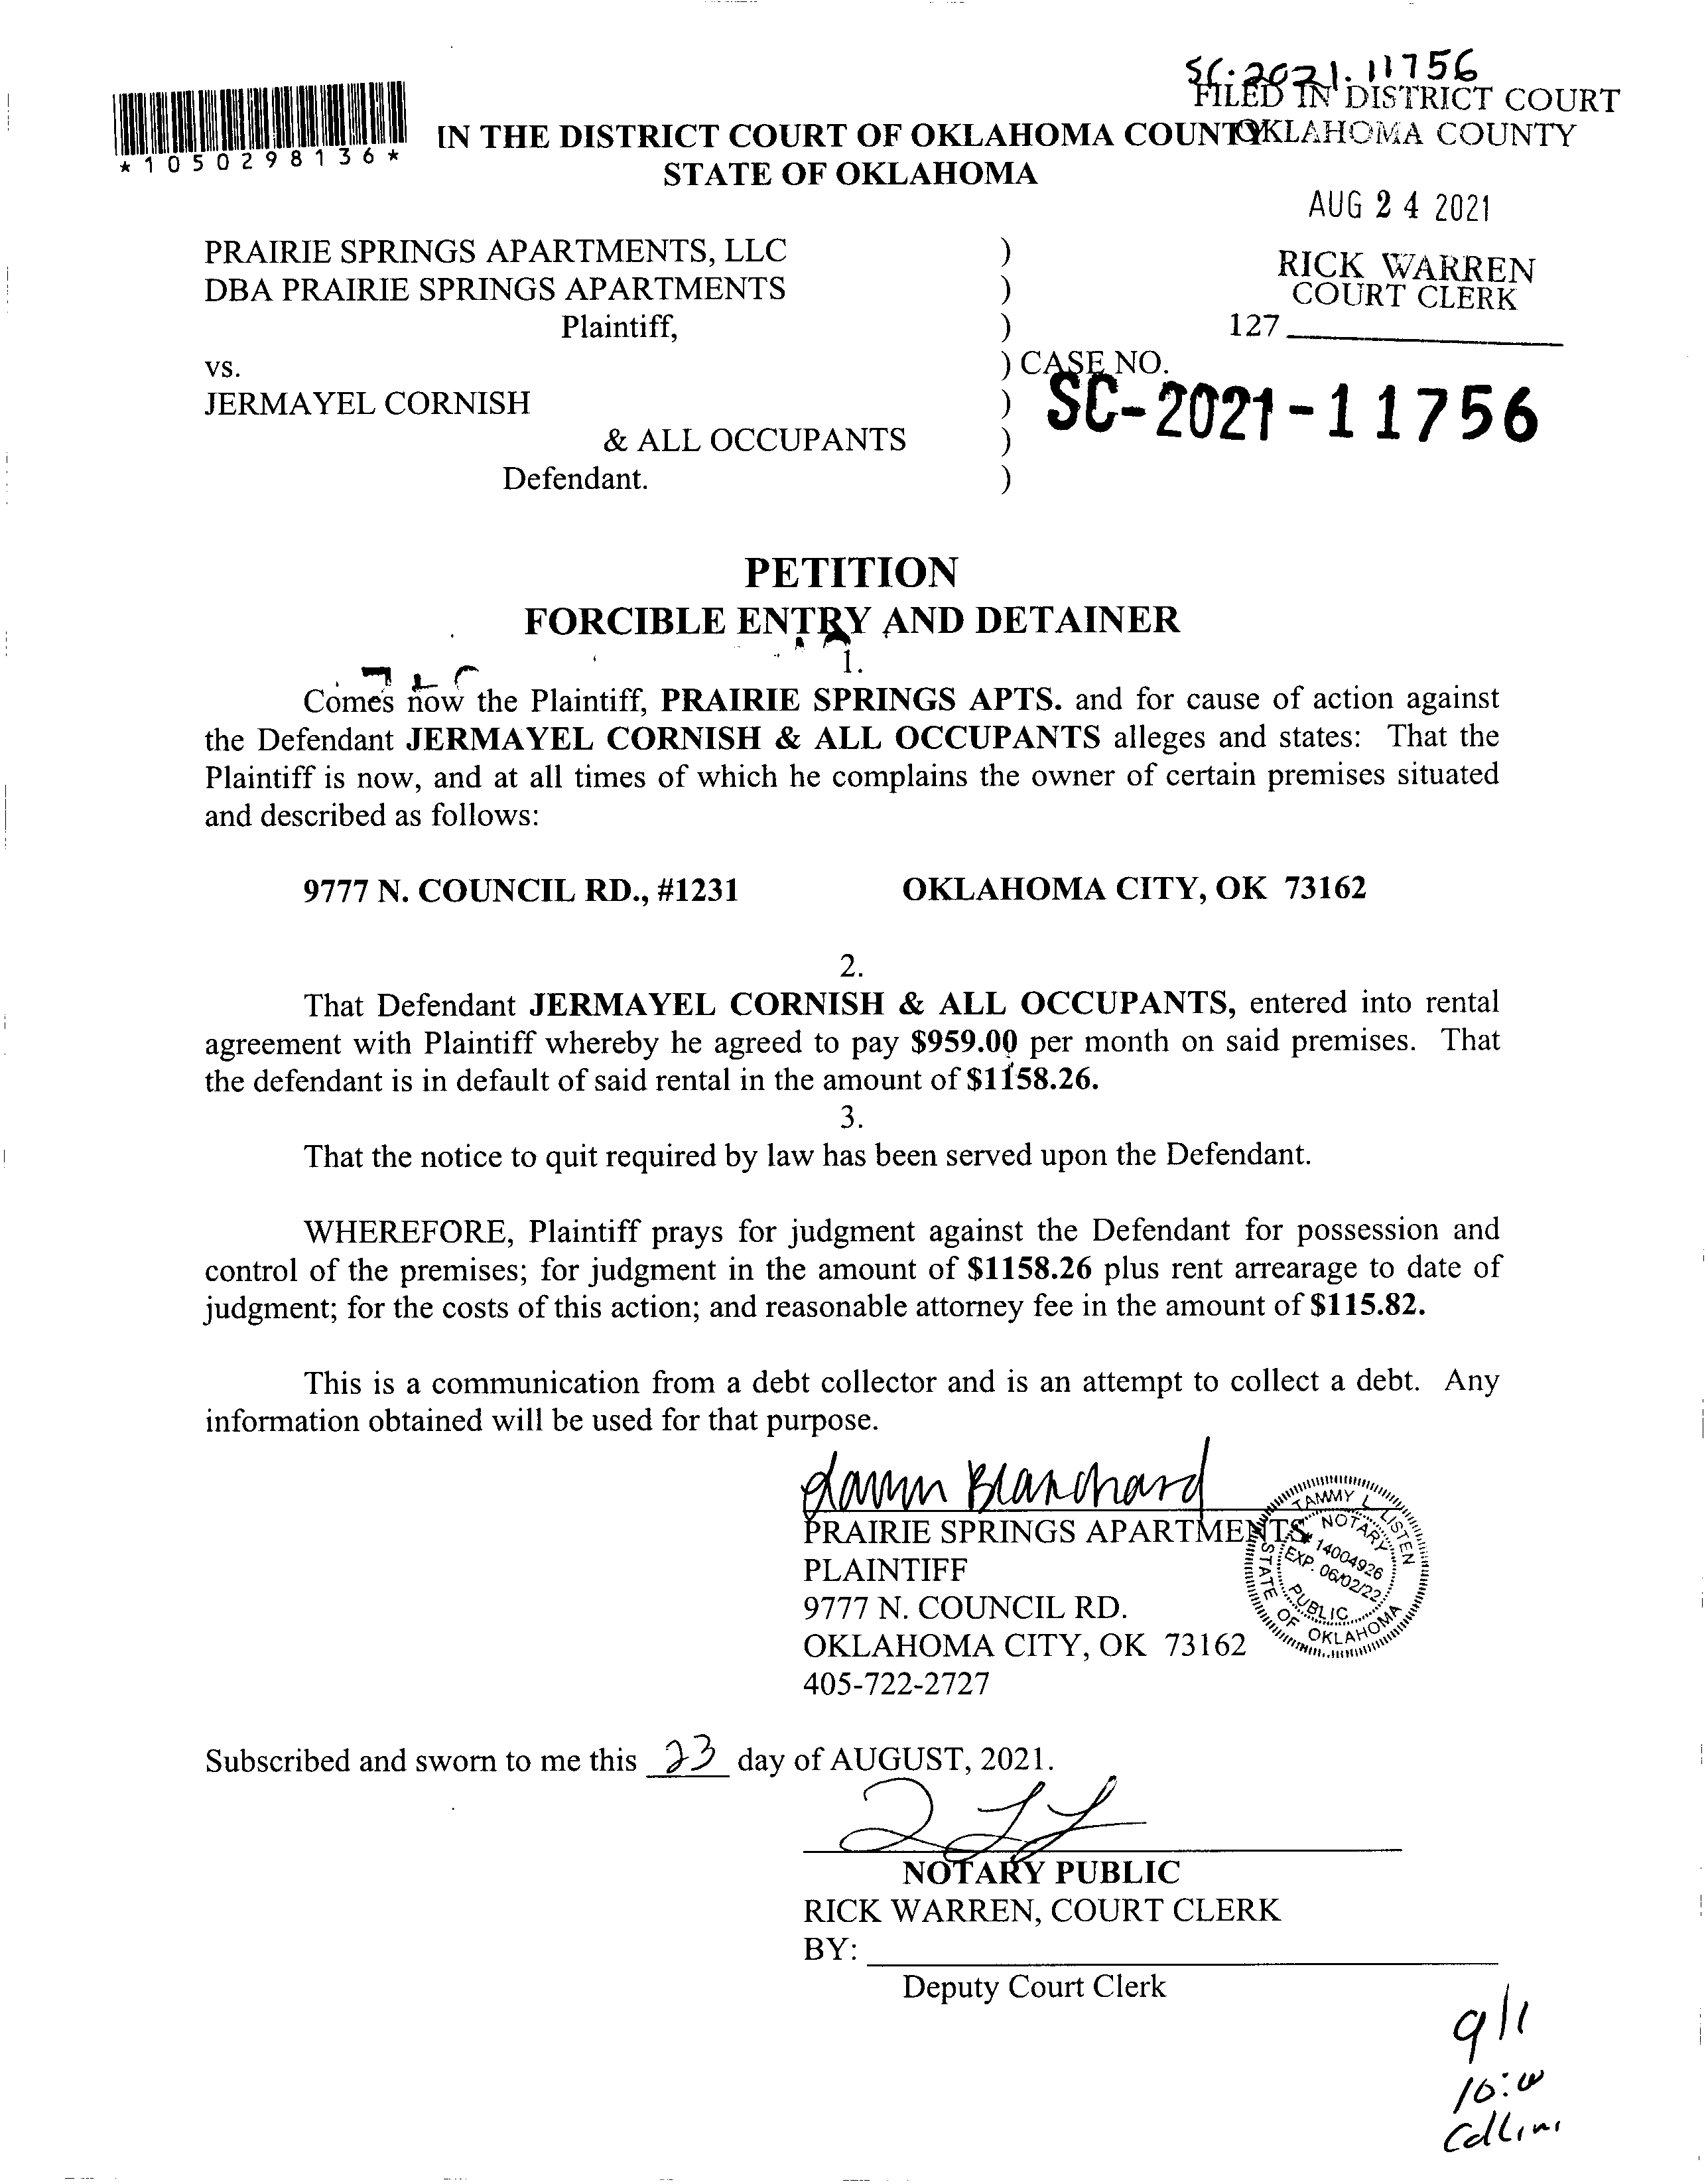 SC-2021-11756
FILED IN DISTRICT COURT
OKLAHOMA COUNTY
*1050298136*
IN THE DISTRICT COURT OF OKLAHOMA COUNTY
STATE OF OKLAHOMA
AUG 24 2021
RICK WARREN
COURT CLERK
127
PRAIRIE SPRINGS APARTMENTS, LLC )
DBA PRAIRIE SPRINGS APARTMENTS )
Plaintiff, )
vs. ) CASE NO.
JERMAYEL CORNISH ) SC-2021-11756
& ALL OCCUPANTS )
Defendant. )
PETITION
FORCIBLE ENTRY AND DETAINER
1.
Comes now the Plaintiff, PRAIRIE SPRINGS APTS. and for cause of action against
the Defendant JERMAYEL CORNISH & ALL OCCUPANTS alleges and states: That the
Plaintiff is now, and at all times of which he complains the owner of certain premises situated
and described as follows:
9777 N. COUNCIL RD., #1231 OKLAHOMA CITY, OK 73162
2.
That Defendant JERMAYEL CORNISH & ALL OCCUPANTS, entered into rental
agreement with Plaintiff whereby he agreed to pay $959.00 per month on said premises. That
the defendant is in default of said rental in the amount of $1158.26.
3.
That the notice to quit required by law has been served upon the Defendant.
WHEREFORE, Plaintiff prays for judgment against the Defendant for possession and
control of the premises; for judgment in the amount of $1158.26 plus rent arrearage to date of
judgment; for the costs of this action; and reasonable attorney fee in the amount of $115.82.
This is a communication from a debt collector and is an attempt to collect a debt. Any
information obtained will be used for that purpose.
Blanchard
PRAIRIE SPRINGS APARTMENTS
PLAINTIFF
9777 N. COUNCIL RD.
OKLAHOMA CITY, OK 73162
405-722-2727
TAMMY L LISTEN
NOTARY
# 14004926
EXP. 06/02/22
PUBLIC
STATE OF OKLAHOMA
Subscribed and sworn to me this 23 day of AUGUST, 2021.
NOTARY PUBLIC
RICK WARREN, COURT CLERK
BY:
Deputy Court Clerk
9/1
10:00
Collins